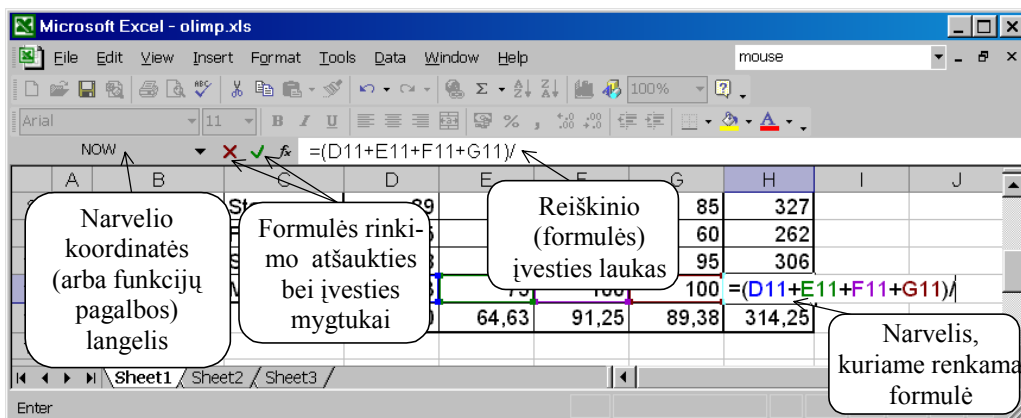 Microsoft Excel - olimp.xls
File Edit View Insert Format Tools Data Window Help mouse
100%
Arial 11 B I U
NOW =(D11+E11+F11+G11)/
A B C D E F G H I J
85 327
60 262
95 306
100 =(D11+E11+F11+G11)/
64,63 91,25 89,38 314,25
Narvelio
koordinatės
(arba funkcijų
pagalbos)
langelis
Formulės rinki-
mo atšaukties
bei įvesties
mygtukai
Reiškinio
(formulės)
įvesties laukas
Narvelis,
kuriame renkama
formulė
Sheet1 Sheet2 Sheet3
Enter